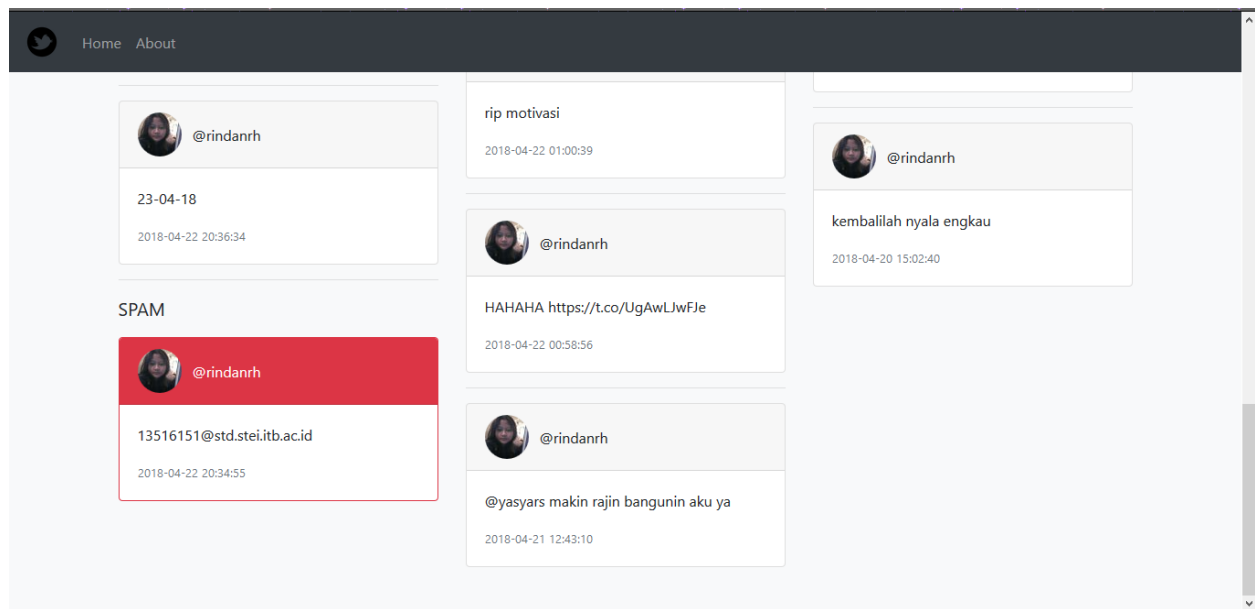 Home About
@rindanrh
23-04-18
2018-04-22 20:36:34
SPAM
@rindanrh
13516151@std.stei.itb.ac.id
2018-04-22 20:34:55
rip motivasi
2018-04-22 01:00:39
@rindanrh
HAHAHA https://t.co/UgAwLJwFJe
2018-04-22 00:58:56
@rindanrh
@yasyars makin rajin bangunin aku ya
2018-04-21 12:43:10
@rindanrh
kembalilah nyala engkau
2018-04-20 15:02:40